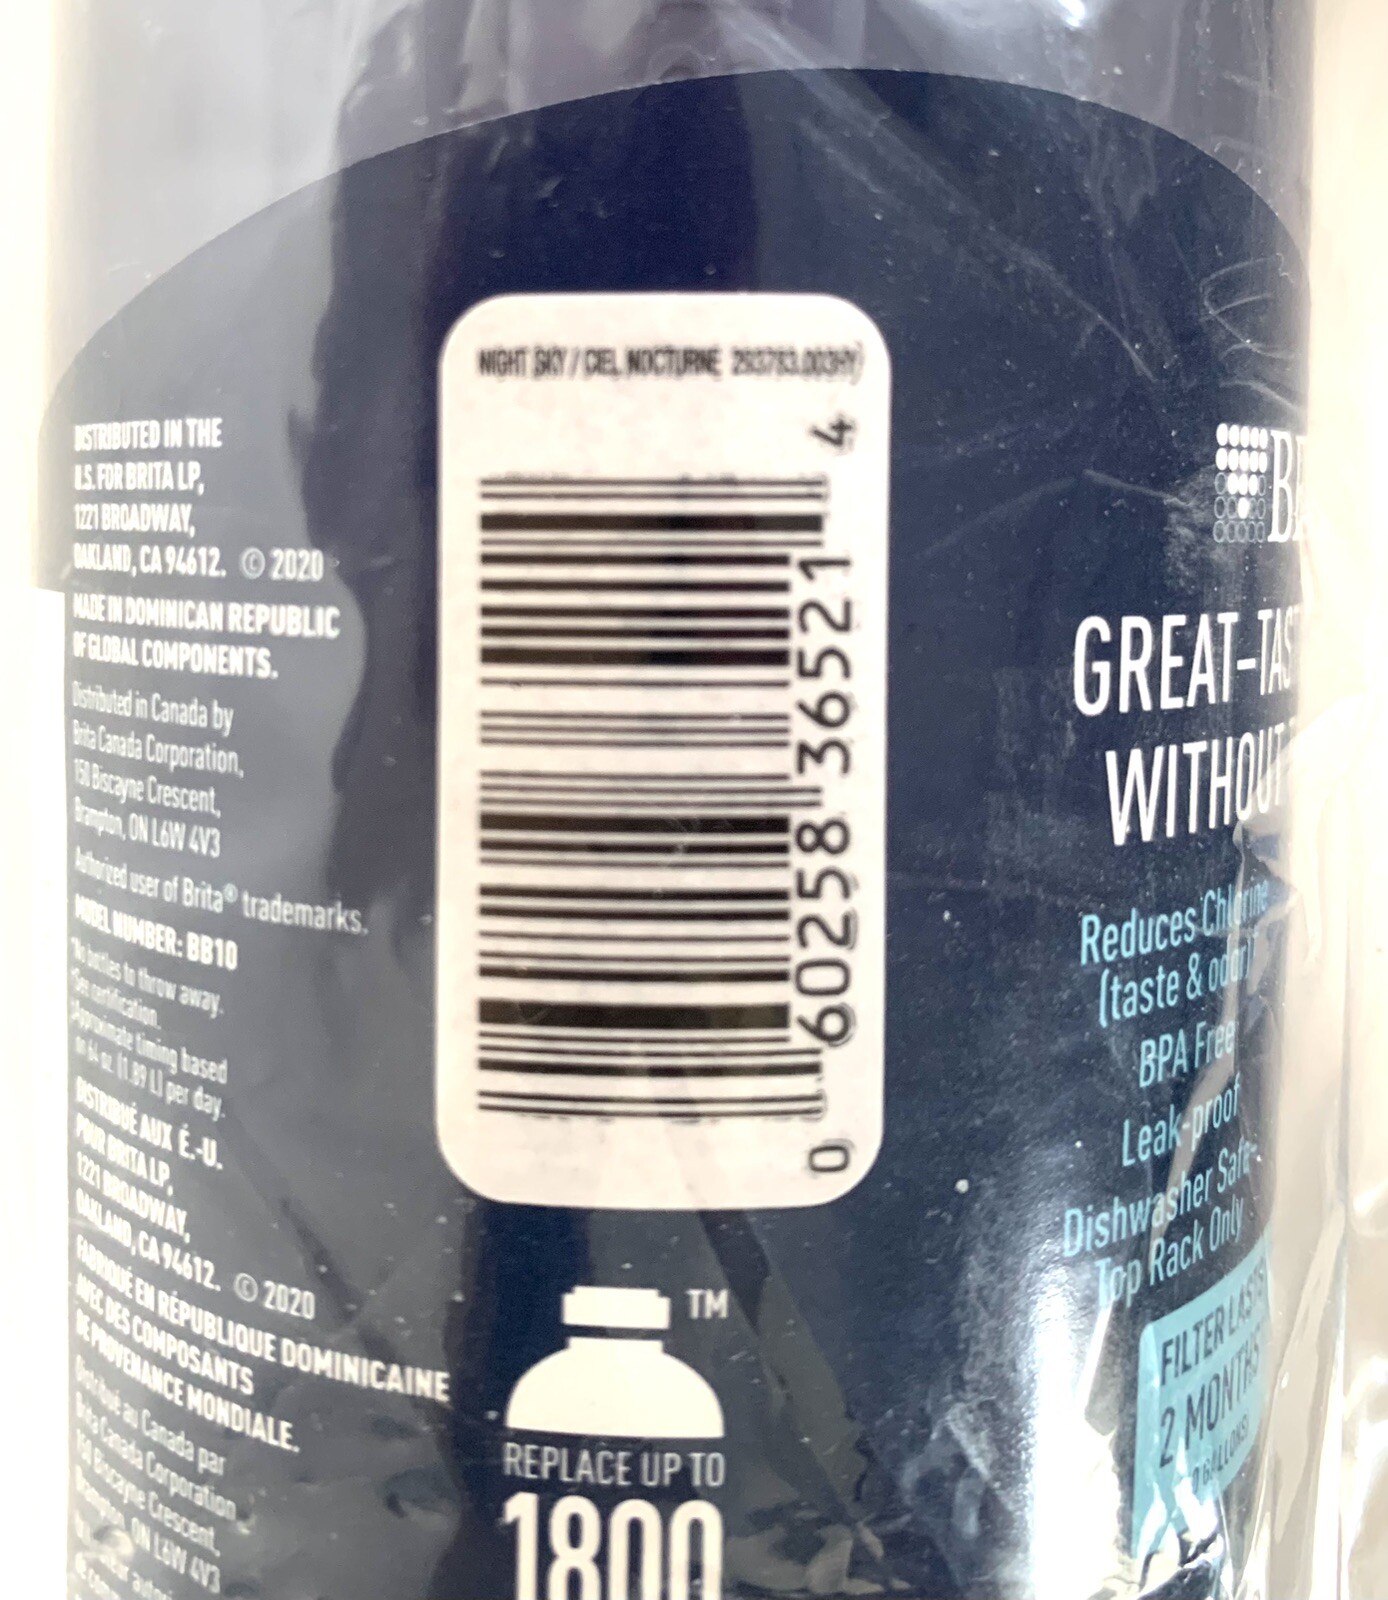 DISTRIBUTED IN THE
U.S. FOR BRITA LP,
1221 BROADWAY,
OAKLAND, CA 94612. © 2020
MADE IN DOMINICAN REPUBLIC
OF GLOBAL COMPONENTS.
Distributed in Canada by
Brita Canada Corporation,
150 Biscayne Crescent,
Brampton, ON L6W 4V3
Authorized user of Brita® trademarks.
MODEL NUMBER: BB10
*No bottles to throw away.
See certification.
Approximate timing based
on 64 oz (1.89 L) per day.
DISTRIBUÉ AUX É.-U.
POUR BRITA LP,
1221 BROADWAY,
OAKLAND, CA 94612. © 2020
FABRIQUÉ EN RÉPUBLIQUE DOMINICAINE
AVEC DES COMPOSANTS
DE PROVENANCE MONDIALE.
Distribué au Canada par
Brita Canada Corporation
150 Biscayne Crescent,
Brampton, ON L6W 4V3
NIGHT SKY / CIEL NOCTURNE 293753.003HY)
0 60258 36521 4
TM
REPLACE UP TO
1800
GREAT-TAS
WITHOUT
Reduces Chlorine
(taste & odor)
BPA Free
Leak-proof
Dishwasher Safe-
Top Rack Only
FILTER LASTS
2 MONTHS
GALLONS)